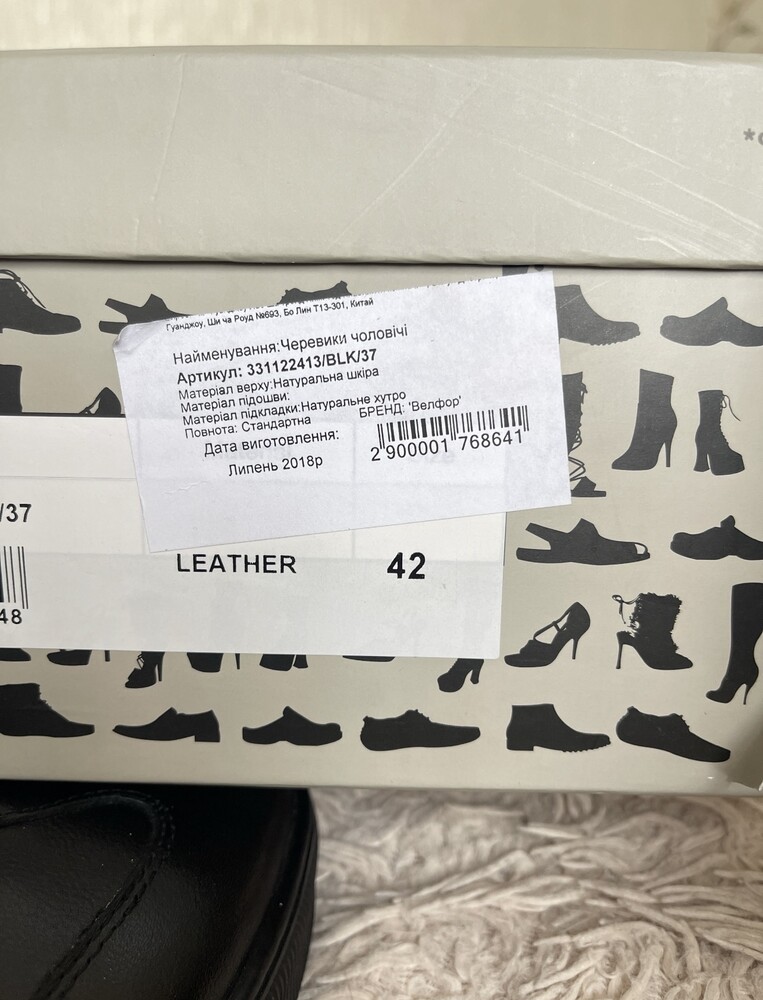 Гуанджоу, Ши ча Роуд №693, Бо Лин Т13-301, Китай
Найменування:Черевики чоловічі
Артикул: 331122413/BLK/37
Матеріал верху:Натуральна шкіра
Матеріал підошви:
Матеріал підкладки:Натуральне хутро
Повнота: Стандартна
БРЕНД: 'Велфор'
Дата виготовлення:
Липень 2018р
2 900001 768641
/37
48
LEATHER
42